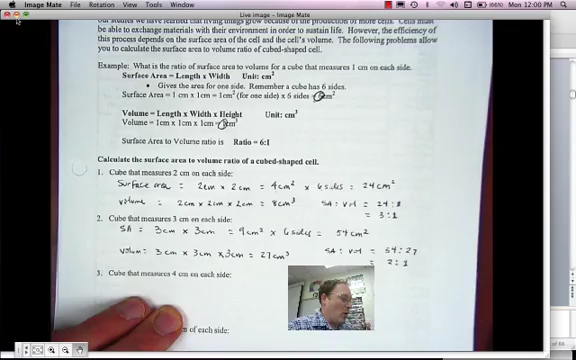 Image Mate File Rotation View Window Tools Help
Mon 12:00 PM
Live image - Image Mate
our studies we have learned that living things grow because of the production of more cells. Cells must
be able to exchange materials with their environment in order to sustain life. However, the efficiency of
this process depends on the surface area of the cell and the cell's volume. The following problems allow
you to calculate the surface area to volume ratio of cubed-shaped cell.
Example: What is the ratio of surface area to volume for a cube that measures 1 cm on each side.
Surface Area = Length x Width Unit: cm²
• Gives the area for one side. Remember a cube has 6 sides.
Surface Area = 1 cm x 1cm = 1cm² (for one side) x 6 sides = 6cm²
Volume = Length x Width x Height Unit: cm³
Volume = 1cm x 1cm x 1cm = 1cm³
Surface Area to Volume ratio is Ratio = 6:1
Calculate the surface area to volume ratio of a cubed-shaped cell.
1. Cube that measures 2 cm on each side:
Surface area = 2cm x 2cm = 4cm² x 6 sides = 24 cm²
Volume = 2cm x 2cm x 2cm = 8cm³ SA : Vol = 24 : 8
= 3 : 1
2. Cube that measures 3 cm on each side:
SA = 3cm x 3cm = 9cm² x 6 sides = 54 cm²
Volume = 3cm x 3cm x 3cm = 27cm³ SA : Vol = 54 : 27
= 2 : 1
3. Cube that measures 4 cm on each side:
m of each side: